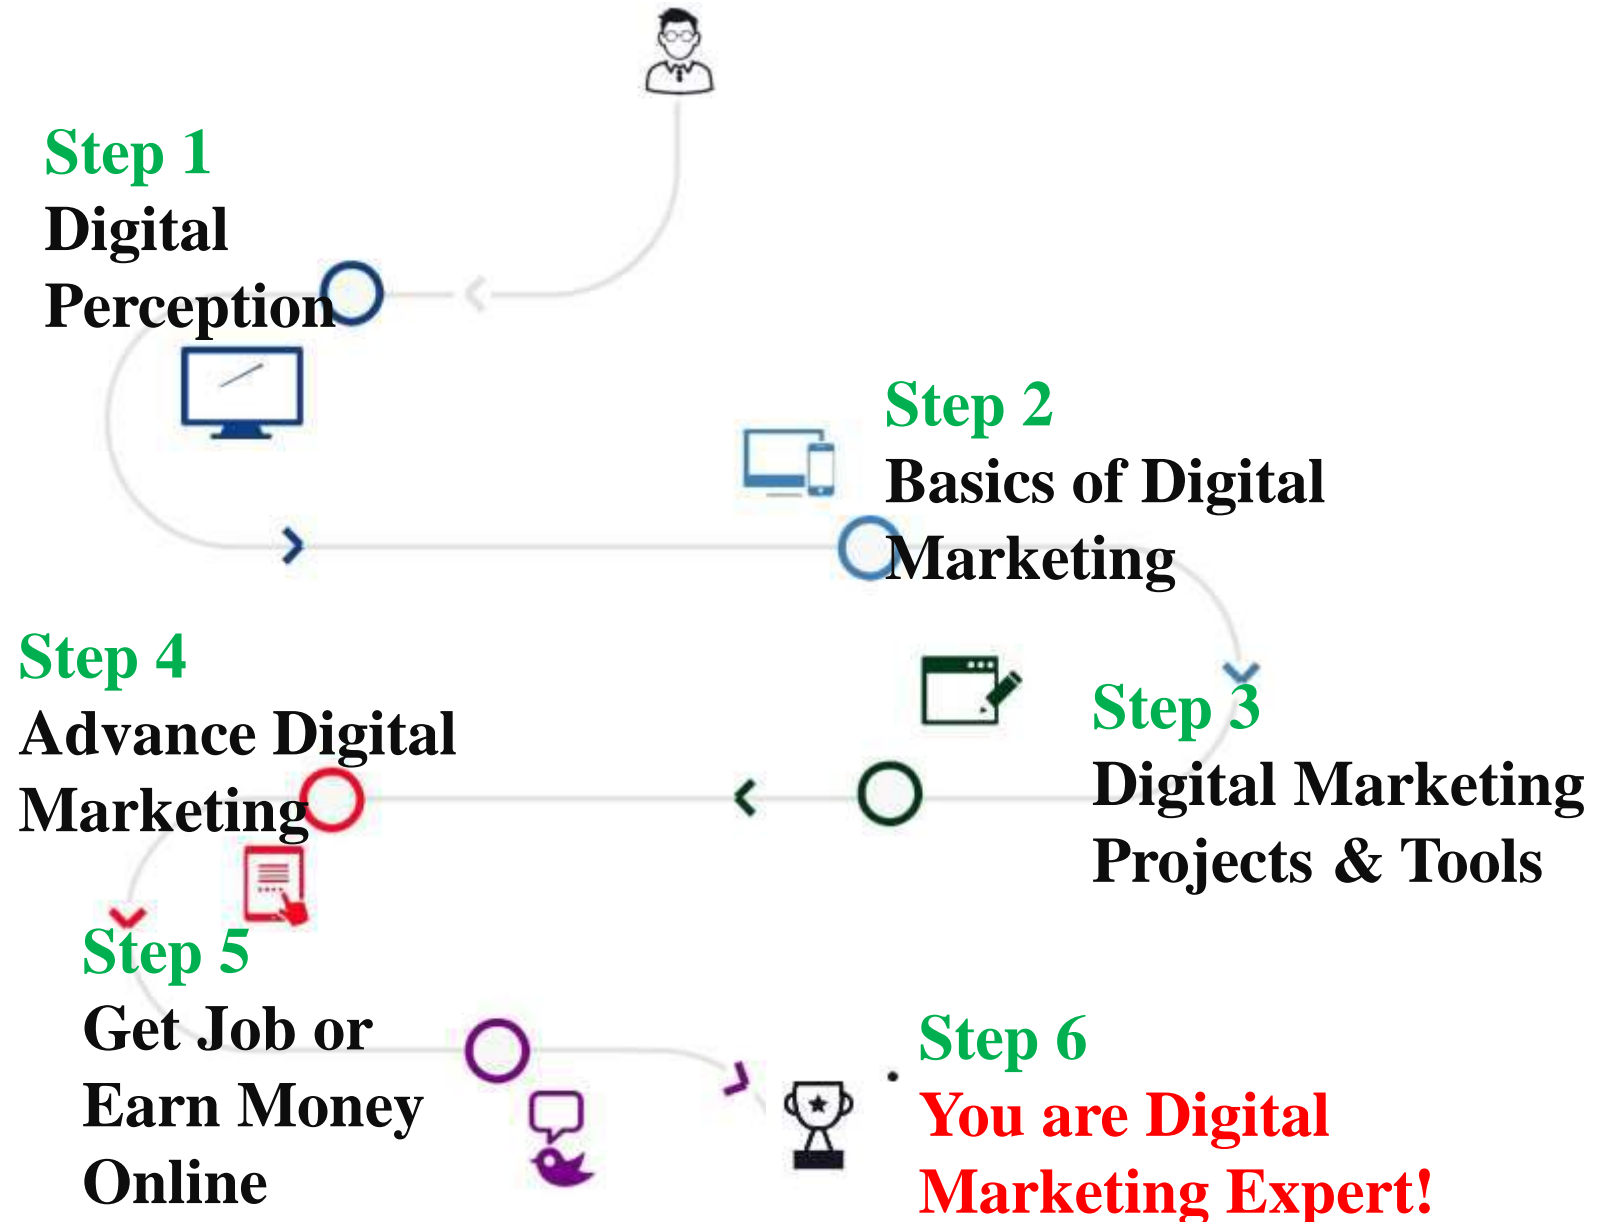 Step 1
Digital
Perception
Step 2
Basics of Digital
Marketing
Step 3
Digital Marketing
Projects & Tools
Step 4
Advance Digital
Marketing
Step 5
Get Job or
Earn Money
Online
Step 6
You are Digital
Marketing Expert!